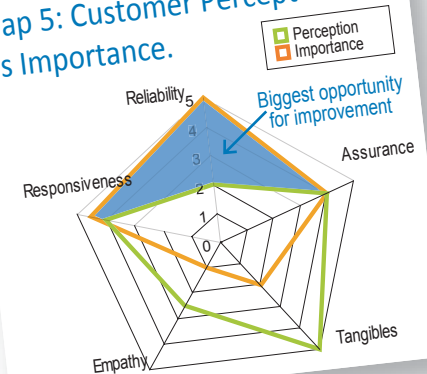 ap 5: Customer Percept
s Importance.
Perception
Importance
Reliability
5
Biggest opportunity
for improvement
4
Assurance
3
Responsiveness
2
1
0
Tangibles
Empathy